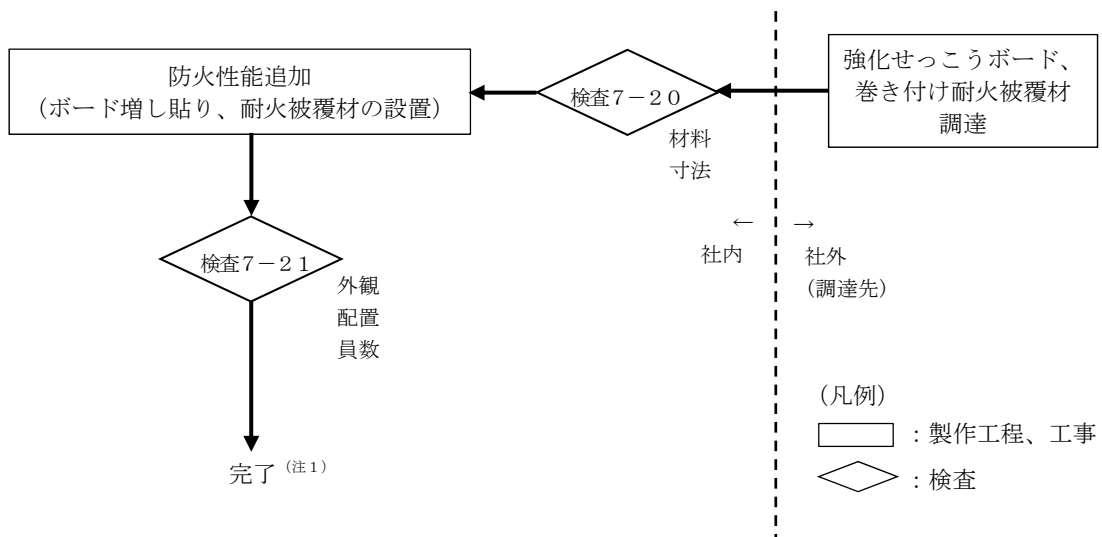 防火性能追加
（ボード増し貼り、耐火被覆材の設置）
検査７－２０
材料
寸法
強化せっこうボード、
巻き付け耐火被覆材
調達
検査７－２１
外観
配置
員数
←
社内
→
社外
（調達先）
完了（注１）
（凡例）
：製作工程、工事
：検査